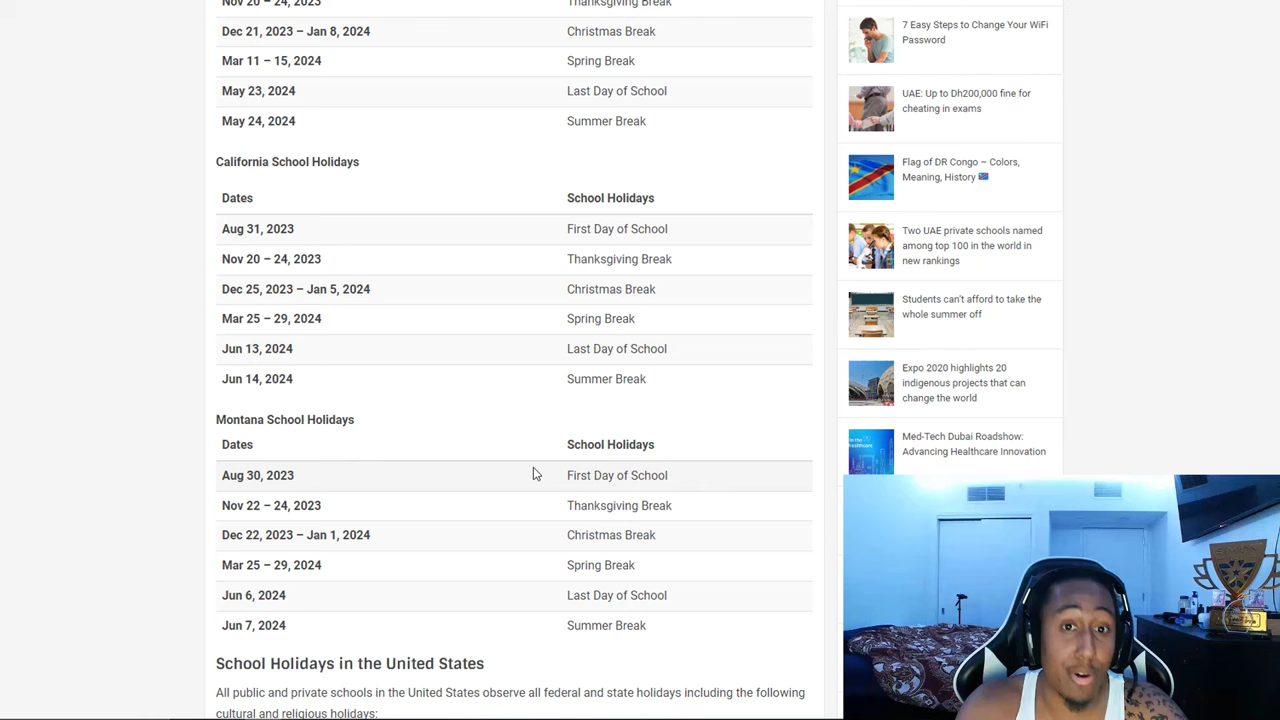 Nov 20 – 24, 2023 Thanksgiving Break
Dec 21, 2023 – Jan 8, 2024 Christmas Break
Mar 11 – 15, 2024 Spring Break
May 23, 2024 Last Day of School
May 24, 2024 Summer Break
California School Holidays
Dates School Holidays
Aug 31, 2023 First Day of School
Nov 20 – 24, 2023 Thanksgiving Break
Dec 25, 2023 – Jan 5, 2024 Christmas Break
Mar 25 – 29, 2024 Spring Break
Jun 13, 2024 Last Day of School
Jun 14, 2024 Summer Break
Montana School Holidays
Dates School Holidays
Aug 30, 2023 First Day of School
Nov 22 – 24, 2023 Thanksgiving Break
Dec 22, 2023 – Jan 1, 2024 Christmas Break
Mar 25 – 29, 2024 Spring Break
Jun 6, 2024 Last Day of School
Jun 7, 2024 Summer Break
School Holidays in the United States
All public and private schools in the United States observe all federal and state holidays including the following
cultural and religious holidays:
7 Easy Steps to Change Your WiFi
Password
UAE: Up to Dh200,000 fine for
cheating in exams
Flag of DR Congo – Colors,
Meaning, History 🇨🇩
Two UAE private schools named
among top 100 in the world in
new rankings
Students can't afford to take the
whole summer off
Expo 2020 highlights 20
indigenous projects that can
change the world
Med-Tech Dubai Roadshow:
Advancing Healthcare Innovation